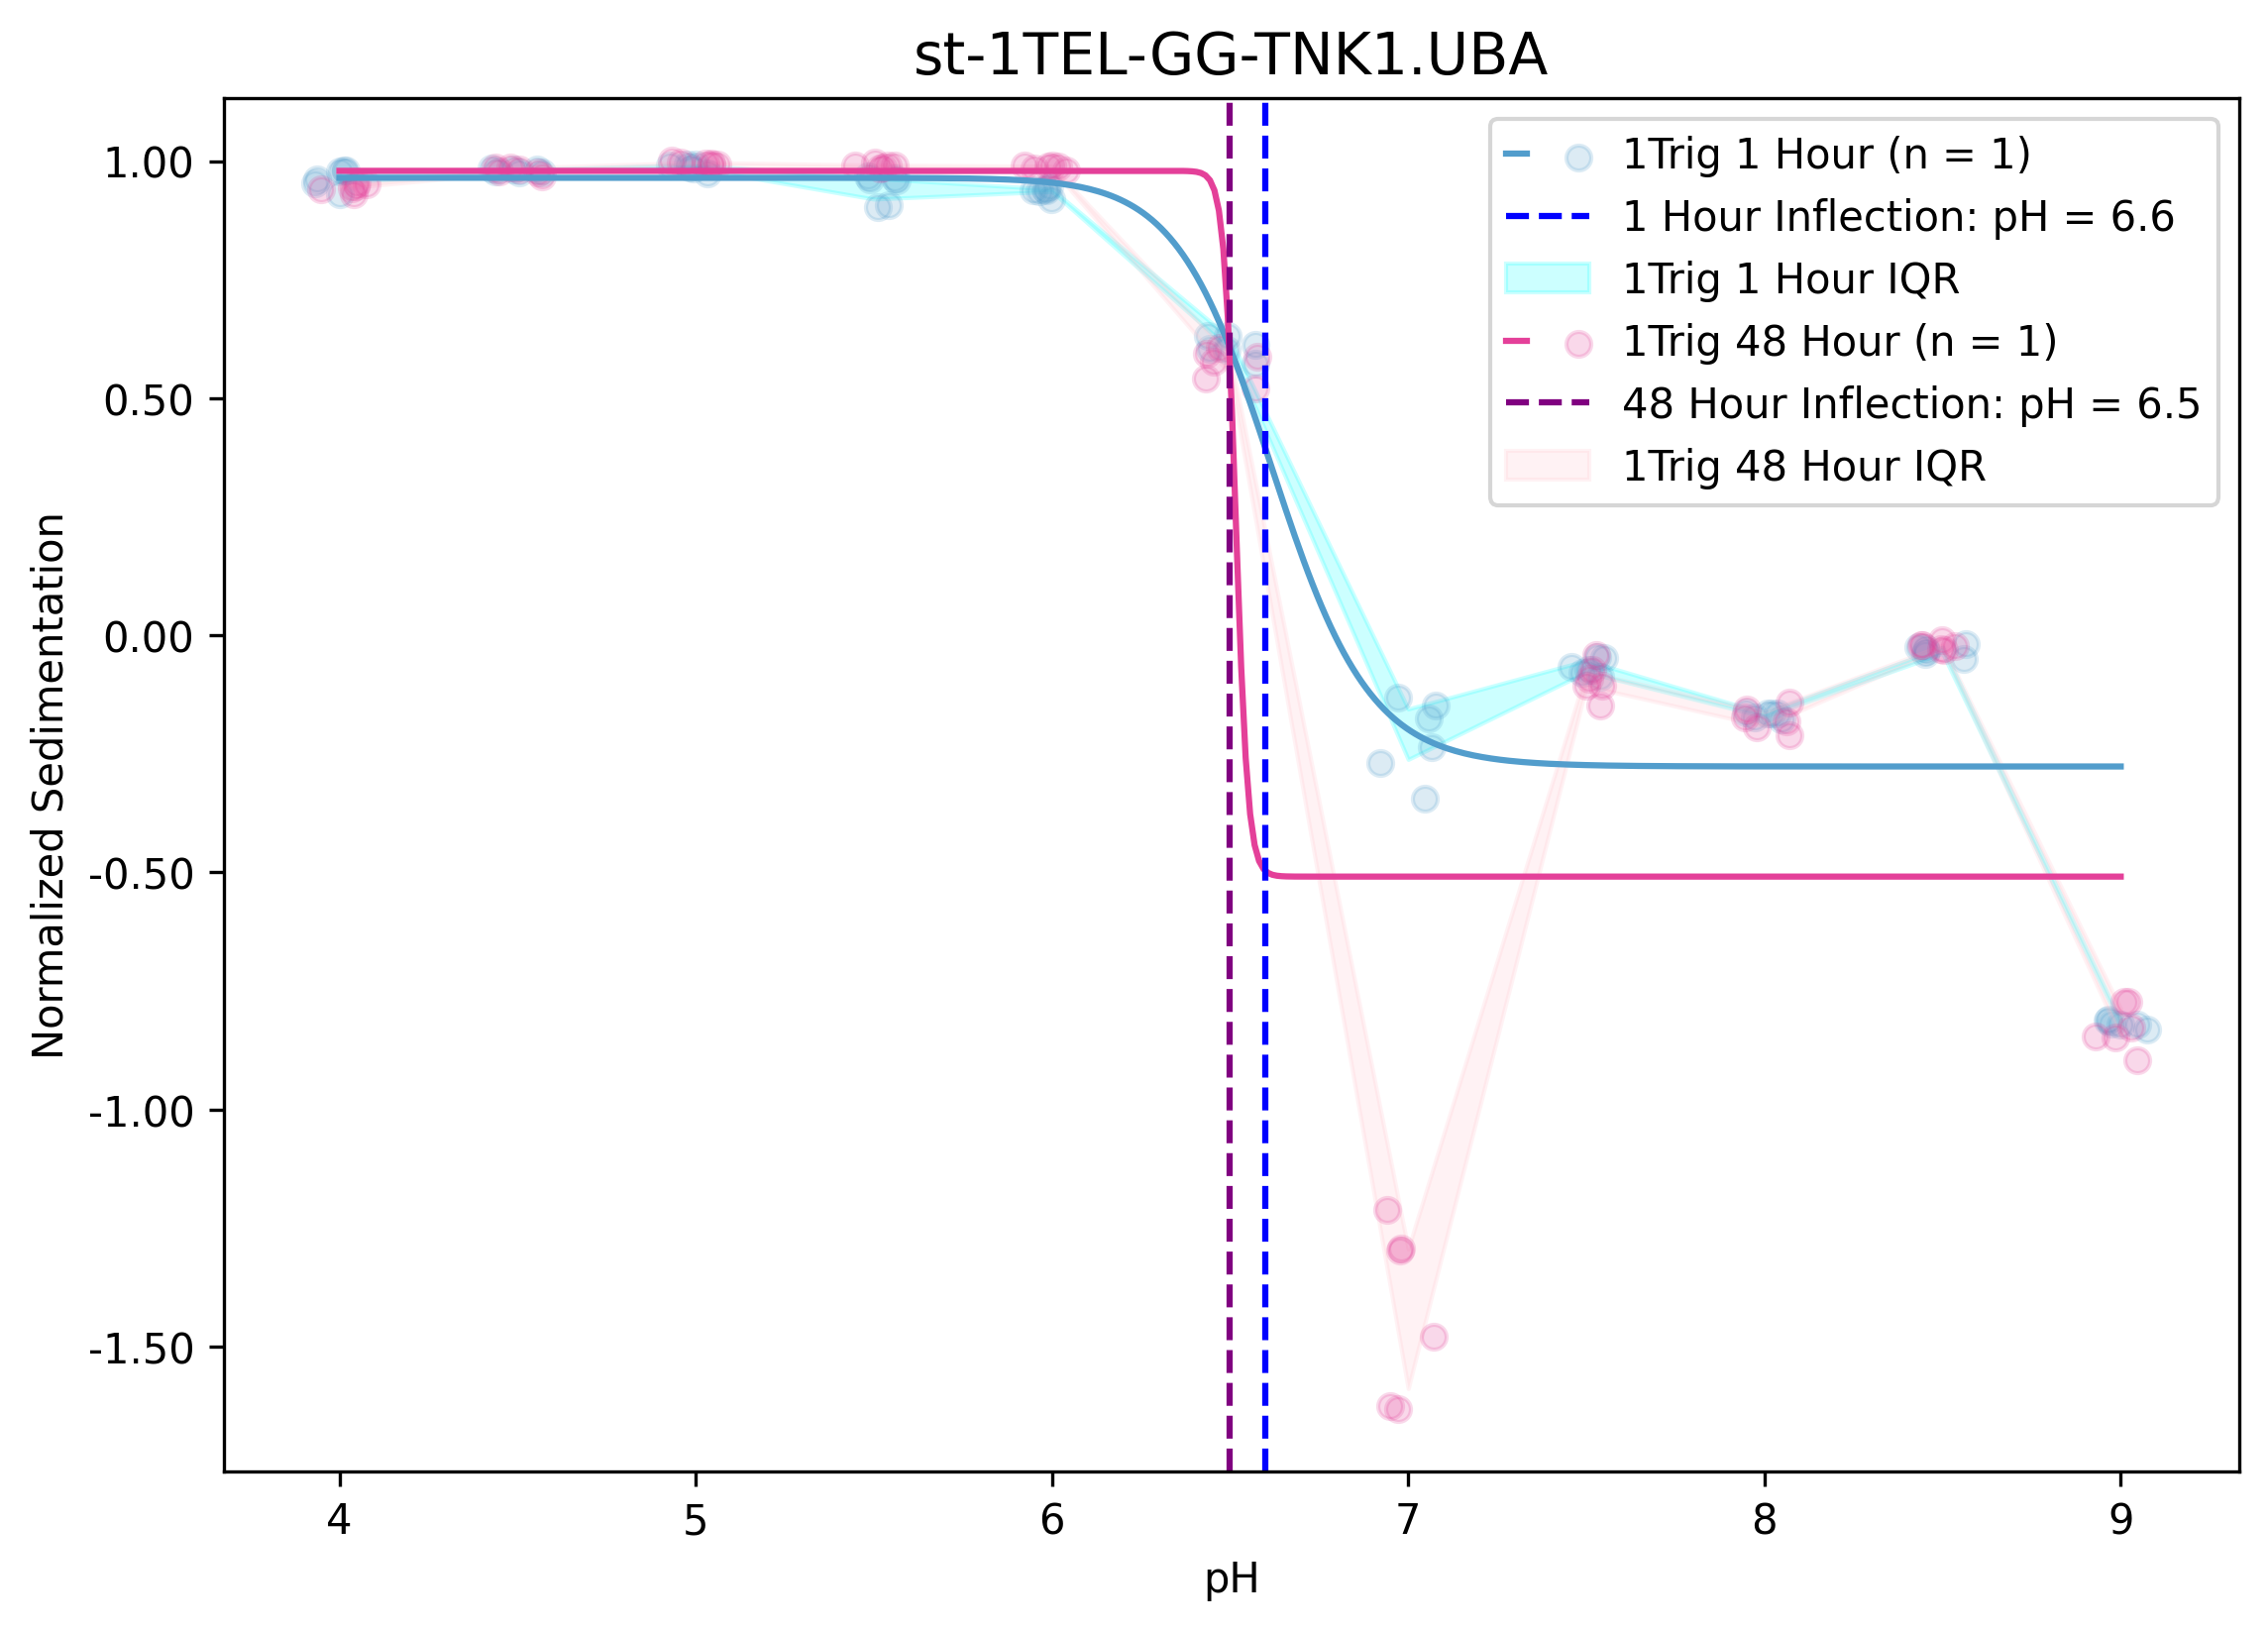 st-1TEL-GG-TNK1.UBA
1Trig 1 Hour (n = 1)
1 Hour Inflection: pH = 6.6
1Trig 1 Hour IQR
1Trig 48 Hour (n = 1)
48 Hour Inflection: pH = 6.5
1Trig 48 Hour IQR
Normalized Sedimentation
1.00
0.50
0.00
-0.50
-1.00
-1.50
4 5 6 7 8 9
pH